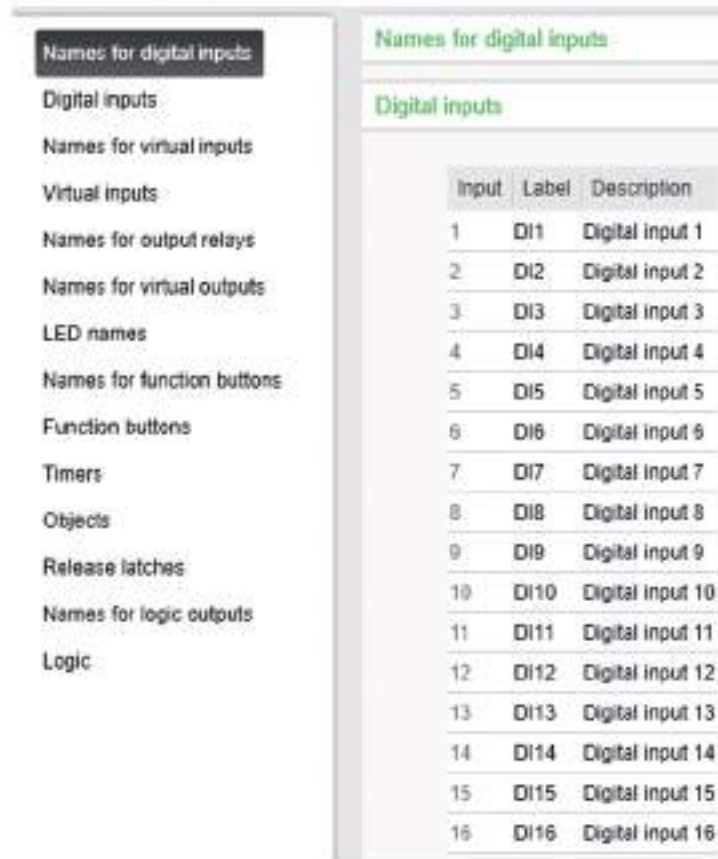 Names for digital inputs
Digital inputs
Names for virtual inputs
Virtual inputs
Names for output relays
Names for virtual outputs
LED names
Names for function buttons
Function buttons
Timers
Objects
Release latches
Names for logic outputs
Logic
Names for digital inputs
Digital inputs
Input Label Description
1 DI1 Digital input 1
2 DI2 Digital input 2
3 DI3 Digital input 3
4 DI4 Digital input 4
5 DI5 Digital input 5
6 DI6 Digital input 6
7 DI7 Digital input 7
8 DI8 Digital input 8
9 DI9 Digital input 9
10 DI10 Digital input 10
11 DI11 Digital input 11
12 DI12 Digital input 12
13 DI13 Digital input 13
14 DI14 Digital input 14
15 DI15 Digital input 15
16 DI16 Digital input 16